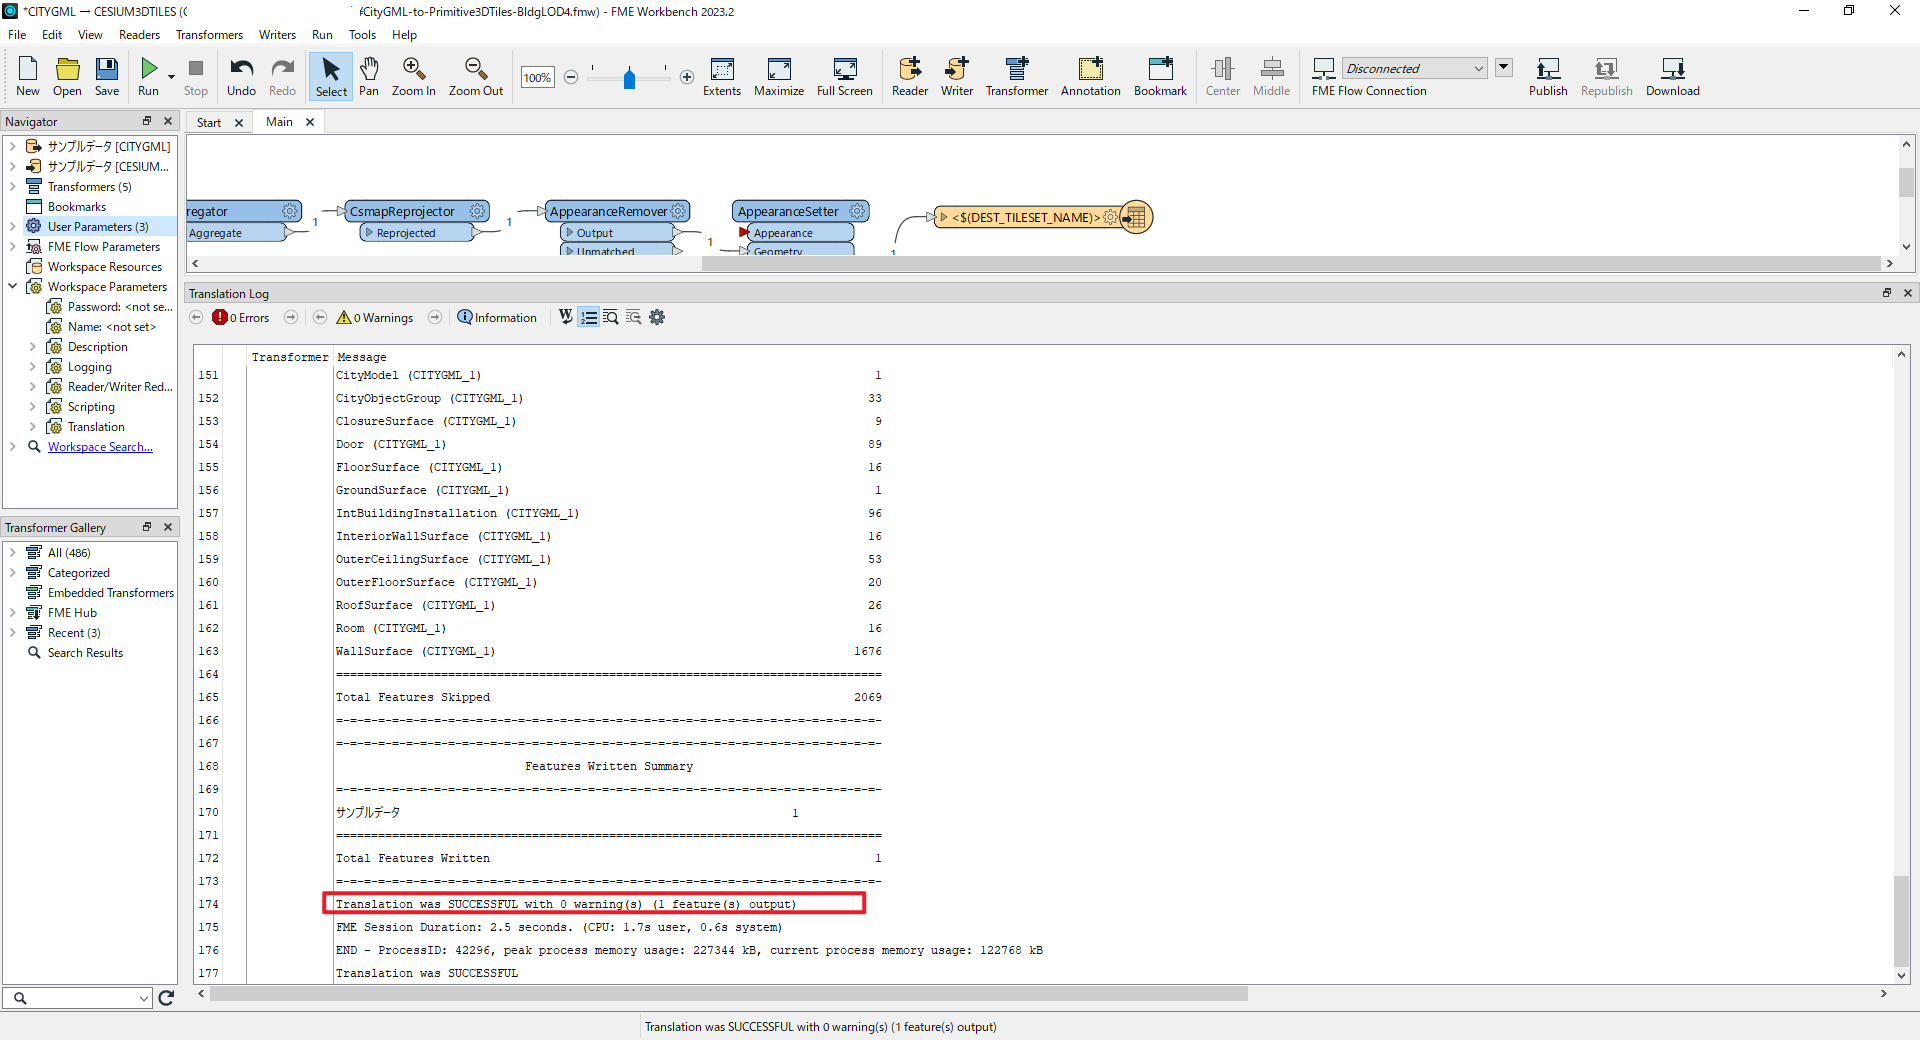 *CITYGML → CESIUM3DTILES (C
¥CityGML-to-Primitive3DTiles-BldgLOD4.fmw) - FME Workbench 2023.2
File Edit View Readers Transformers Writers Run Tools Help
New Open Save Run Stop Undo Redo Select Pan Zoom In Zoom Out 100% Extents Maximize Full Screen Reader Writer Transformer Annotation Bookmark Center Middle Disconnected FME Flow Connection Publish Republish Download
Navigator
サンプルデータ [CITYGML]
サンプルデータ [CESIUM...
Transformers (5)
Bookmarks
User Parameters (3)
FME Flow Parameters
Workspace Resources
Workspace Parameters
Password: <not se...
Name: <not set>
Description
Logging
Reader/Writer Red...
Scripting
Translation
Workspace Search...
Transformer Gallery
All (486)
Categorized
Embedded Transformers
FME Hub
Recent (3)
Search Results
Start Main
regator
Aggregate
1
CsmapReprojector
Reprojected
1
AppearanceRemover
Output
Unmatched
1
AppearanceSetter
Appearance
Geometry
1
<$(DEST_TILESET_NAME)>
Translation Log
0 Errors 0 Warnings Information
Transformer Message
151 CityModel (CITYGML_1) 1
152 CityObjectGroup (CITYGML_1) 33
153 ClosureSurface (CITYGML_1) 9
154 Door (CITYGML_1) 89
155 FloorSurface (CITYGML_1) 16
156 GroundSurface (CITYGML_1) 1
157 IntBuildingInstallation (CITYGML_1) 96
158 InteriorWallSurface (CITYGML_1) 16
159 OuterCeilingSurface (CITYGML_1) 53
160 OuterFloorSurface (CITYGML_1) 20
161 RoofSurface (CITYGML_1) 26
162 Room (CITYGML_1) 16
163 WallSurface (CITYGML_1) 1676
164 ==============================================================================
165 Total Features Skipped 2069
166 =-=-=-=-=-=-=-=-=-=-=-=-=-=-=-=-=-=-=-=-=-=-=-=-=-=-=-=-=-=-=-=-=-=-=-=-=-=-=-
167 =-=-=-=-=-=-=-=-=-=-=-=-=-=-=-=-=-=-=-=-=-=-=-=-=-=-=-=-=-=-=-=-=-=-=-=-=-=-=-
168 Features Written Summary
169 =-=-=-=-=-=-=-=-=-=-=-=-=-=-=-=-=-=-=-=-=-=-=-=-=-=-=-=-=-=-=-=-=-=-=-=-=-=-=-
170 サンプルデータ 1
171 ==============================================================================
172 Total Features Written 1
173 =-=-=-=-=-=-=-=-=-=-=-=-=-=-=-=-=-=-=-=-=-=-=-=-=-=-=-=-=-=-=-=-=-=-=-=-=-=-=-
174 Translation was SUCCESSFUL with 0 warning(s) (1 feature(s) output)
175 FME Session Duration: 2.5 seconds. (CPU: 1.7s user, 0.6s system)
176 END - ProcessID: 42296, peak process memory usage: 227344 kB, current process memory usage: 122768 kB
177 Translation was SUCCESSFUL
Translation was SUCCESSFUL with 0 warning(s) (1 feature(s) output)